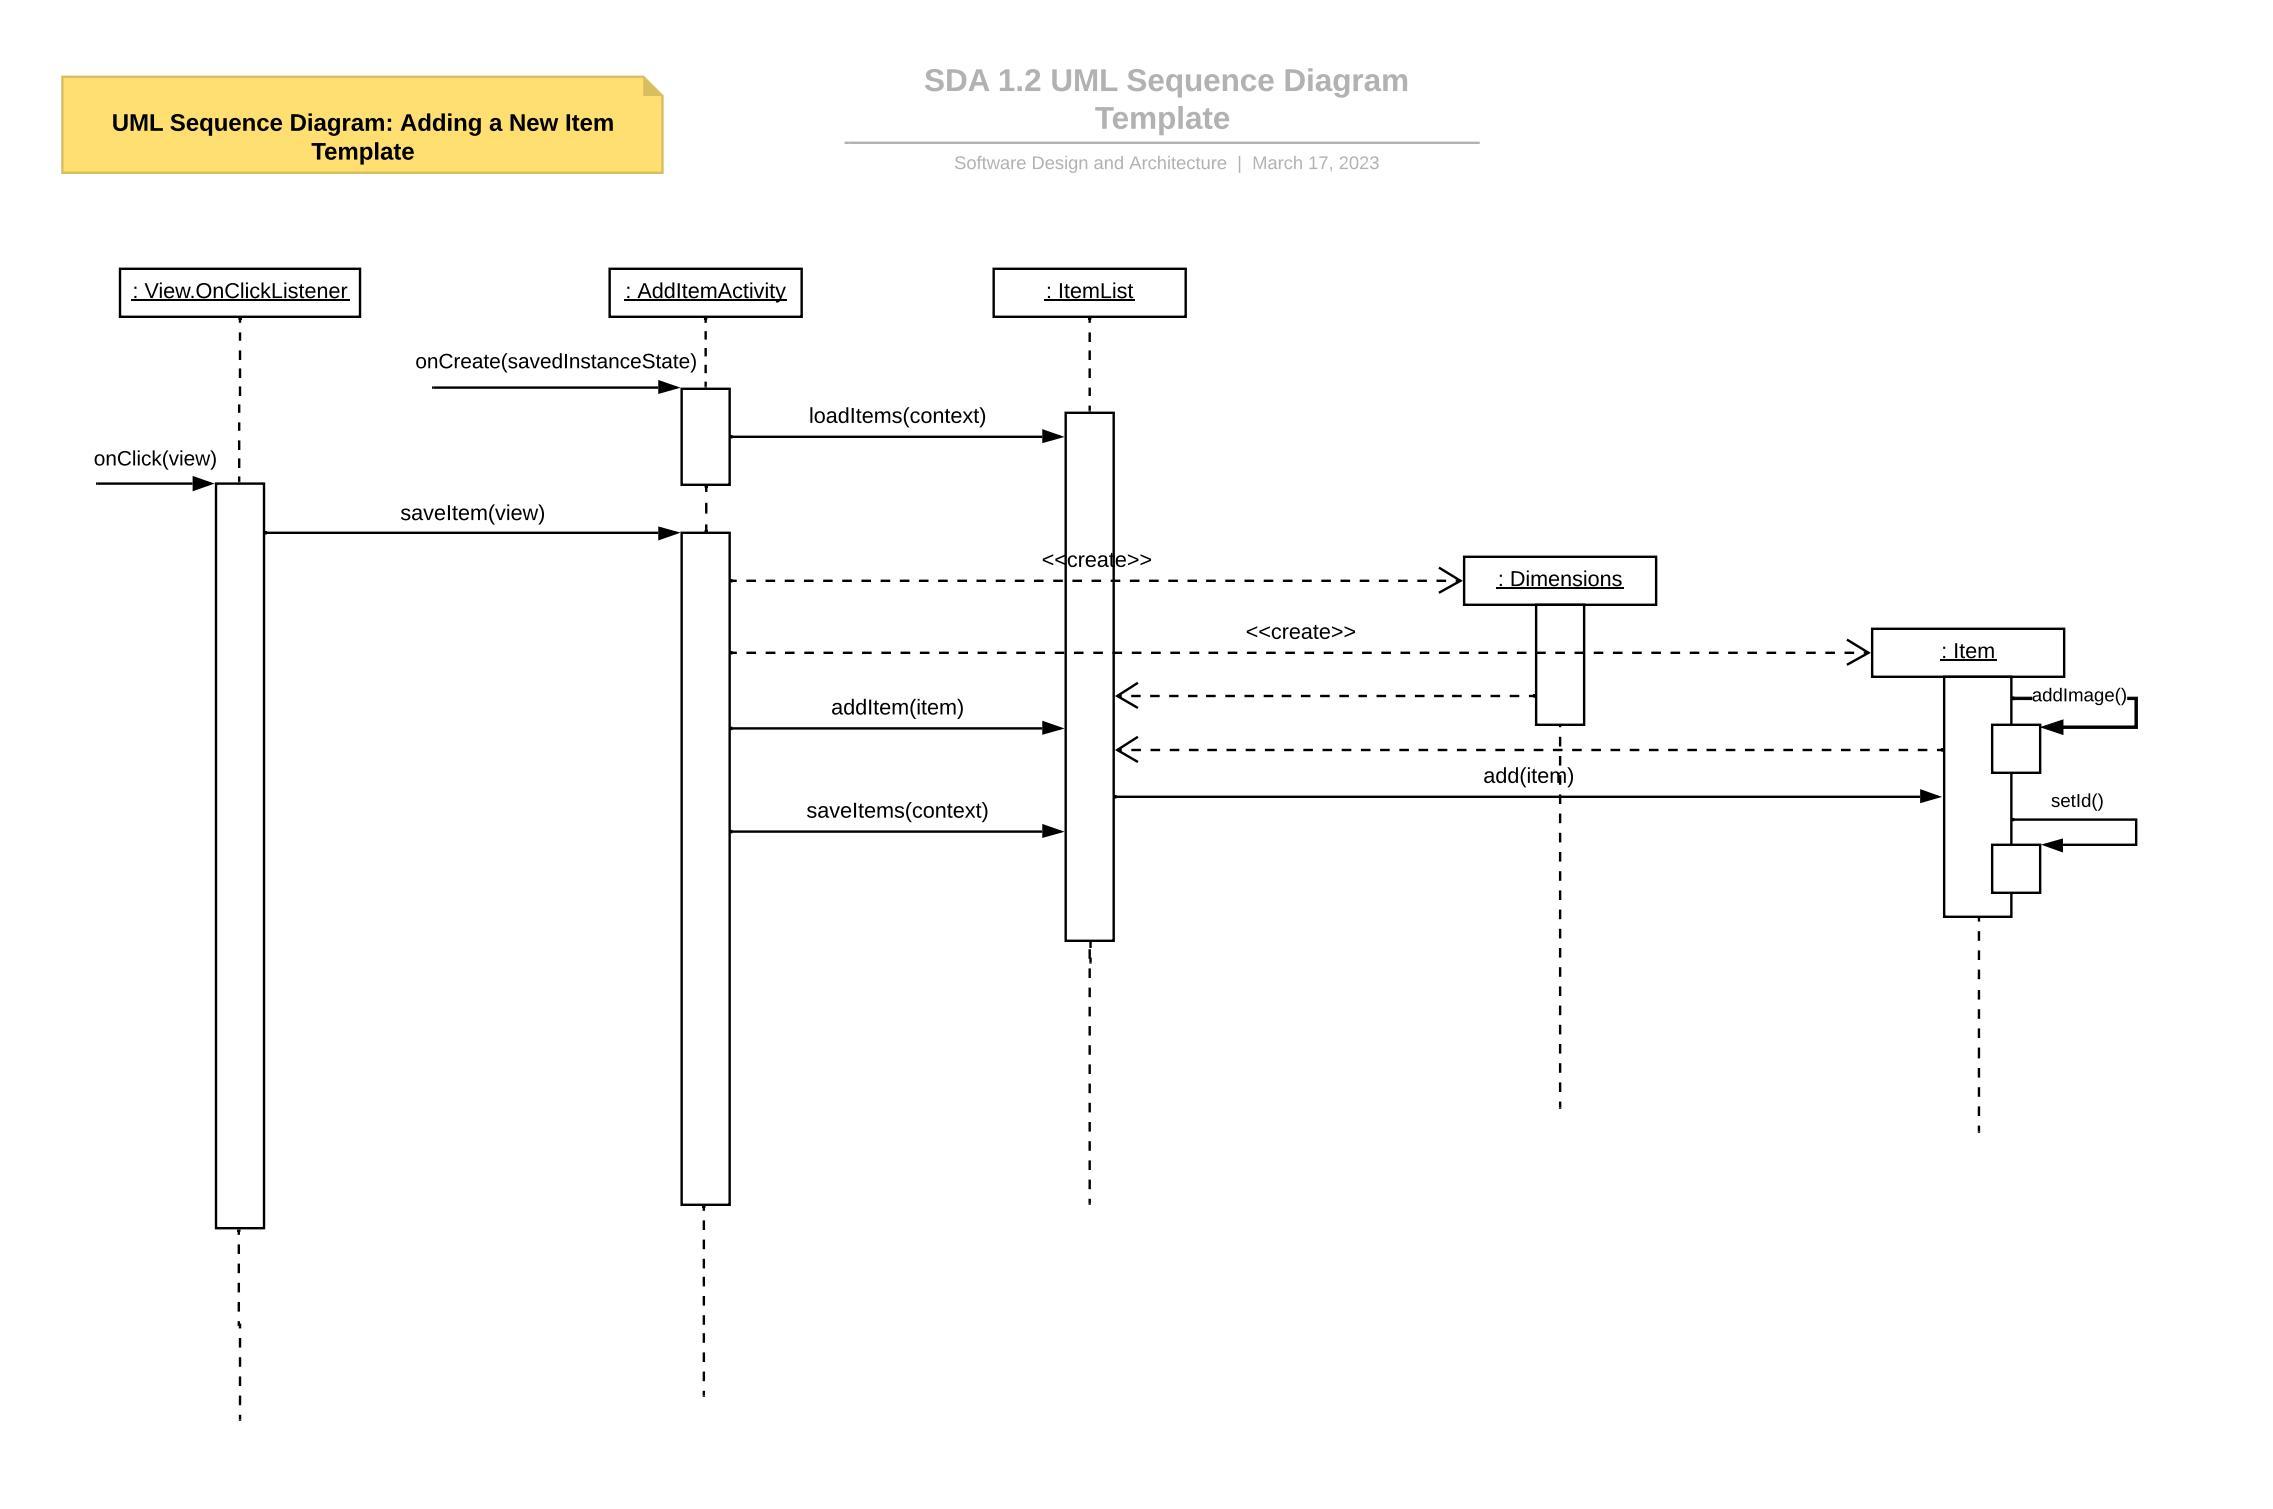 SDA 1.2 UML Sequence Diagram
Template
Software Design and Architecture | March 17, 2023
UML Sequence Diagram: Adding a New Item
Template
: View.OnClickListener
: AddItemActivity
: ItemList
onCreate(savedInstanceState)
loadItems(context)
onClick(view)
saveItem(view)
<<create>>
: Dimensions
<<create>>
: Item
addImage()
addItem(item)
add(item)
setId()
saveItems(context)